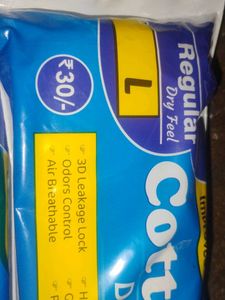 Regular
Dry Feel
L
₹30/-
Cott
D
3D Leakage Lock
Odors Control
Air Breathable
H